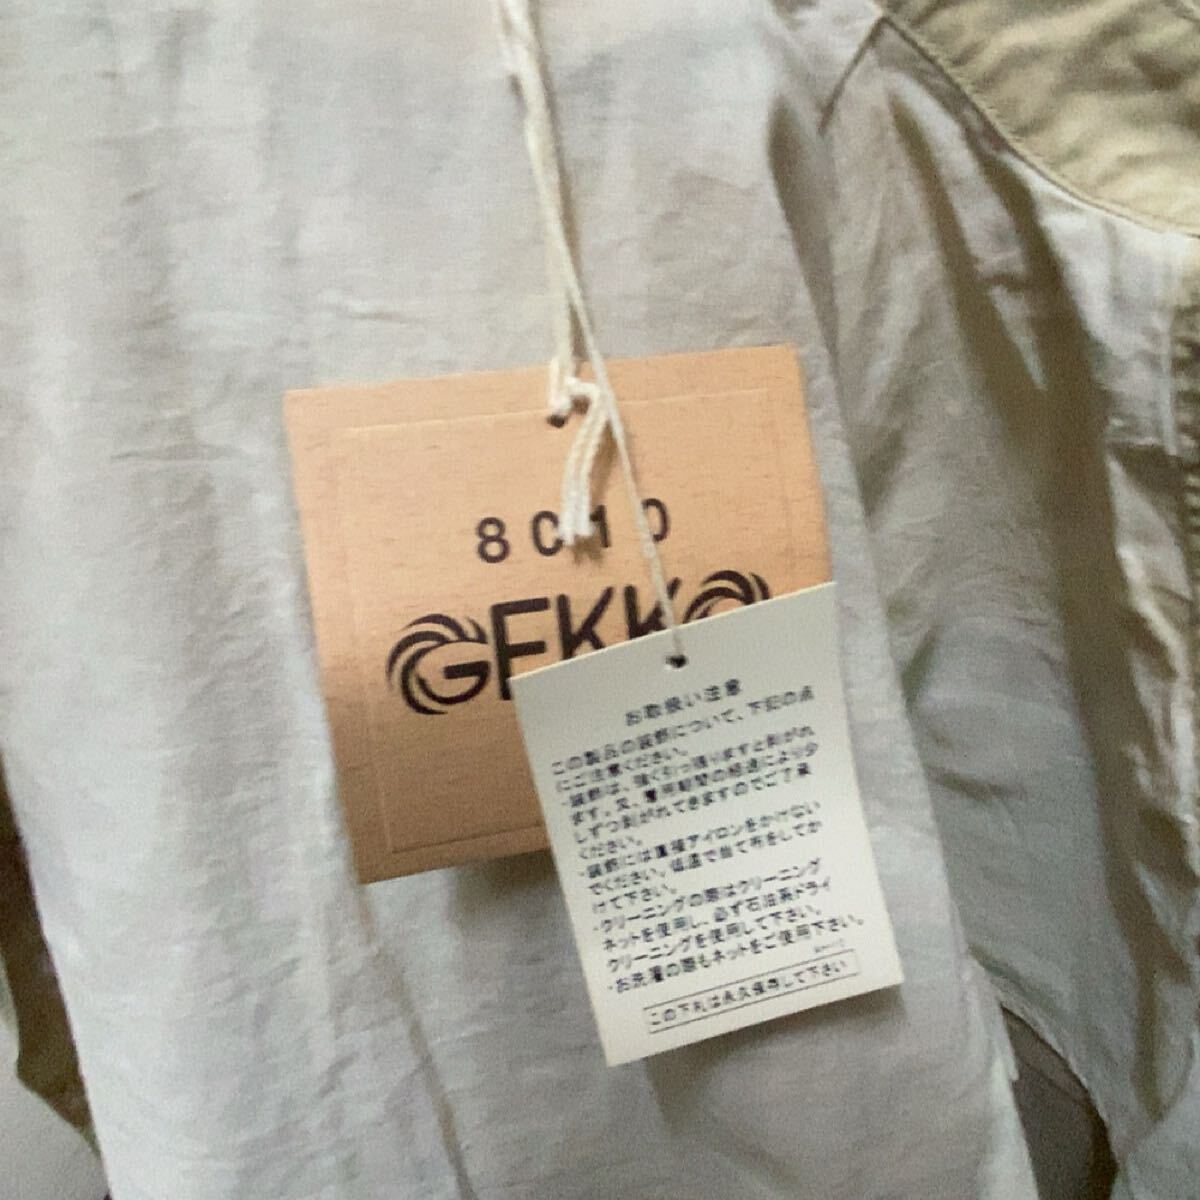 8010
GEKKO
お取扱い注意
この製品の装飾について、下記の点
にご注意ください。
・装飾は、強く引っ張りますと剥がれ
ます。又、着用期間の経過により少
しずつ剥がれてきますのでご了承
ください。
・装飾には直接アイロンをかけない
でください。低温で当て布をしてか
けて下さい。
・クリーニングの際はクリーニング
ネットを使用し、必ず石油系ドライ
クリーニングを使用して下さい。
・お洗濯の際もネットをご使用下さい。
この下札は永久保存して下さい